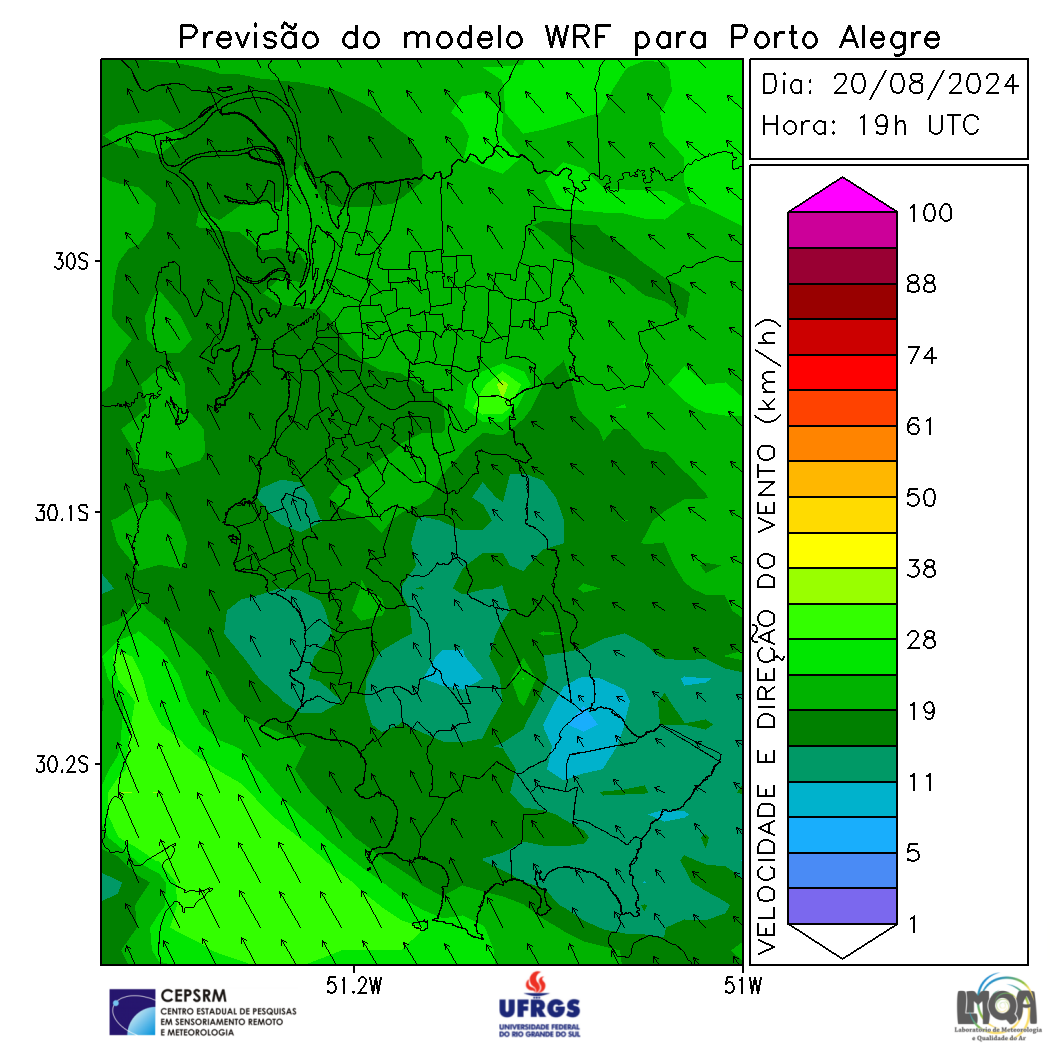 Previsão do modelo WRF para Porto Alegre
Dia: 20/08/2024
Hora: 19h UTC
30S
30.1S
30.2S
51.2W
51W
VELOCIDADE E DIREÇÃO DO VENTO (km/h)
100
88
74
61
50
38
28
19
11
5
1
CEPSRM
CENTRO ESTADUAL DE PESQUISAS
EM SENSORIAMENTO REMOTO
E METEOROLOGIA
UFRGS
UNIVERSIDADE FEDERAL
DO RIO GRANDE DO SUL
LMQA
Laboratório de Meteorologia
e Qualidade do Ar